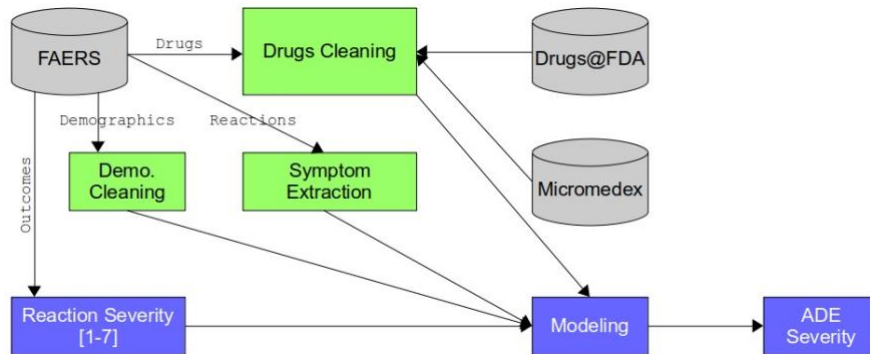 FAERS
Drugs
Drugs Cleaning
Drugs@FDA
Demographics
Reactions
Demo.
Cleaning
Symptom
Extraction
Micromedex
Outcomes
Reaction Severity
[1-7]
Modeling
ADE
Severity